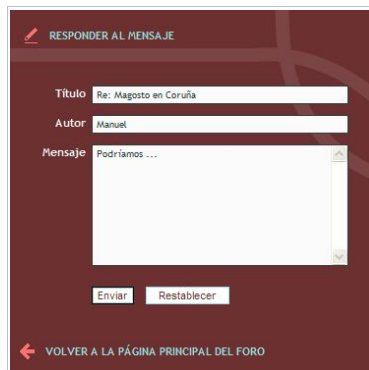 RESPONDER AL MENSAJE
Título Re: Magosto en Coruña
Autor Manuel
Mensaje Podríamos ...
Enviar Restablecer
VOLVER A LA PÁGINA PRINCIPAL DEL FORO